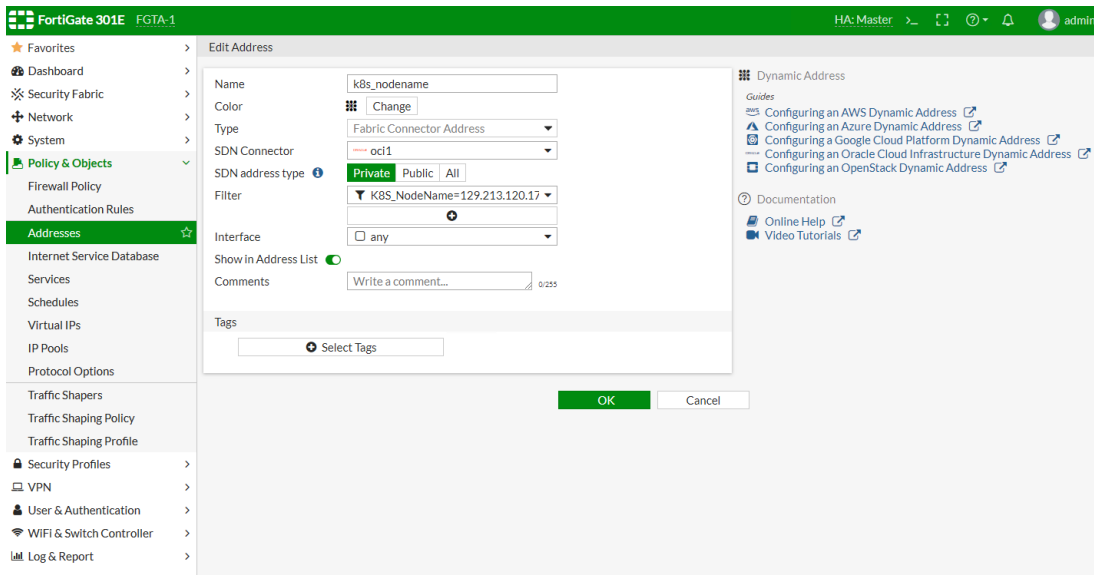 FortiGate 301E FGTA-1
HA: Master >_ admin
Favorites
Dashboard
Security Fabric
Network
System
Policy & Objects
Firewall Policy
Authentication Rules
Addresses
Internet Service Database
Services
Schedules
Virtual IPs
IP Pools
Protocol Options
Traffic Shapers
Traffic Shaping Policy
Traffic Shaping Profile
Security Profiles
VPN
User & Authentication
WiFi & Switch Controller
Log & Report
Edit Address
Name k8s_nodename
Color Change
Type Fabric Connector Address
SDN Connector oci1
SDN address type Private Public All
Filter K8S_NodeName=129.213.120.17
Interface any
Show in Address List
Comments Write a comment... 0/255
Tags
Select Tags
OK Cancel
Dynamic Address
Guides
aws Configuring an AWS Dynamic Address
Configuring an Azure Dynamic Address
Configuring a Google Cloud Platform Dynamic Address
Configuring an Oracle Cloud Infrastructure Dynamic Address
Configuring an OpenStack Dynamic Address
Documentation
Online Help
Video Tutorials